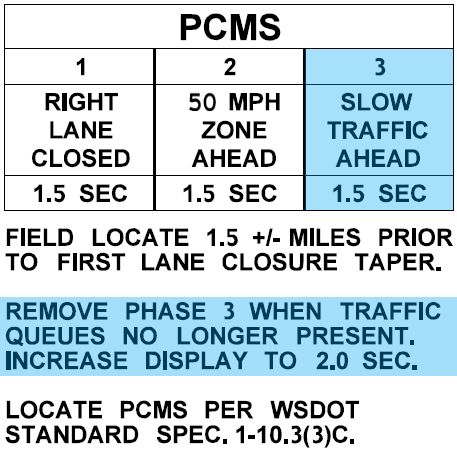 PCMS
1 2 3
RIGHT LANE CLOSED
50 MPH ZONE AHEAD
SLOW TRAFFIC AHEAD
1.5 SEC 1.5 SEC 1.5 SEC
FIELD LOCATE 1.5 +/- MILES PRIOR
TO FIRST LANE CLOSURE TAPER.
REMOVE PHASE 3 WHEN TRAFFIC
QUEUES NO LONGER PRESENT.
INCREASE DISPLAY TO 2.0 SEC.
LOCATE PCMS PER WSDOT
STANDARD SPEC. 1-10.3(3)C.